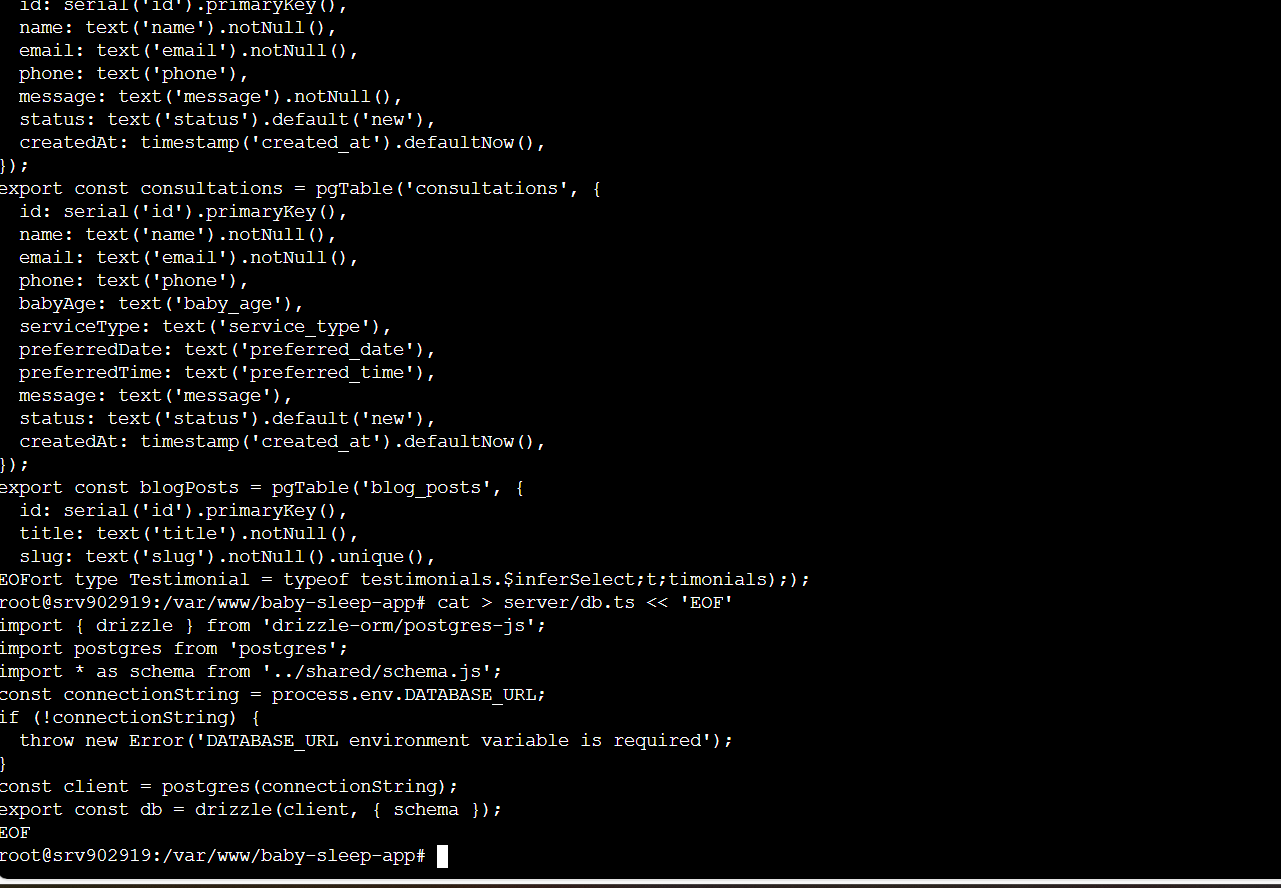 id: serial('id').primaryKey(),
name: text('name').notNull(),
email: text('email').notNull(),
phone: text('phone'),
message: text('message').notNull(),
status: text('status').default('new'),
createdAt: timestamp('created_at').defaultNow(),
});
export const consultations = pgTable('consultations', {
id: serial('id').primaryKey(),
name: text('name').notNull(),
email: text('email').notNull(),
phone: text('phone'),
babyAge: text('baby_age'),
serviceType: text('service_type'),
preferredDate: text('preferred_date'),
preferredTime: text('preferred_time'),
message: text('message'),
status: text('status').default('new'),
createdAt: timestamp('created_at').defaultNow(),
});
export const blogPosts = pgTable('blog_posts', {
id: serial('id').primaryKey(),
title: text('title').notNull(),
slug: text('slug').notNull().unique(),
EOFort type Testimonial = typeof testimonials.$inferSelect;t;timonials););
root@srv902919:/var/www/baby-sleep-app# cat > server/db.ts << 'EOF'
import { drizzle } from 'drizzle-orm/postgres-js';
import postgres from 'postgres';
import * as schema from '../shared/schema.js';
const connectionString = process.env.DATABASE_URL;
if (!connectionString) {
throw new Error('DATABASE_URL environment variable is required');
}
const client = postgres(connectionString);
export const db = drizzle(client, { schema });
EOF
root@srv902919:/var/www/baby-sleep-app#